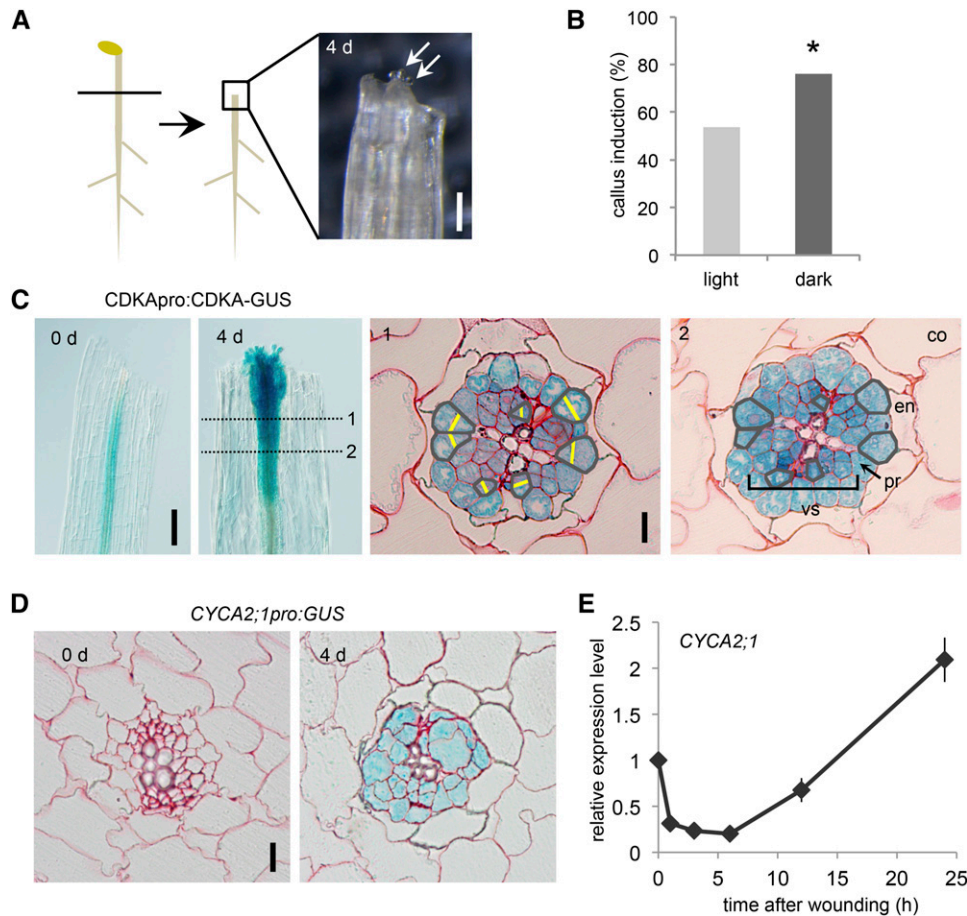 A
4 d
B
callus induction (%)
100
80
60
40
20
0
*
light
dark
C
CDKApro:CDKA-GUS
0 d
4 d
1
2
1
2
co
en
pr
vs
D
CYCA2;1pro:GUS
0 d
4 d
E
CYCA2;1
relative expression level
2.5
2
1.5
1
0.5
0
0
5
10
15
20
25
time after wounding (h)